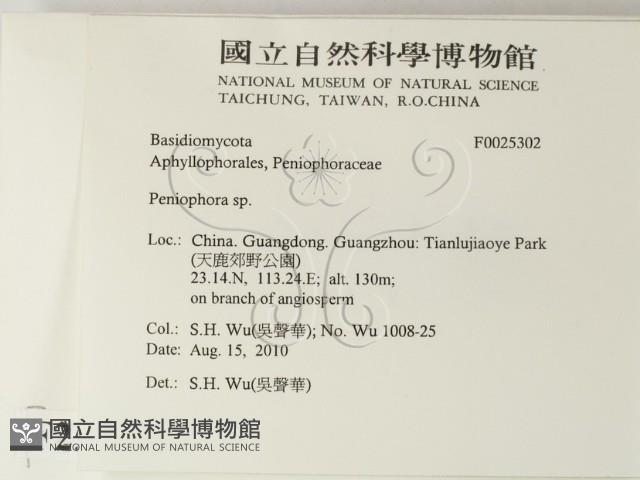 國立自然科學博物館
NATIONAL MUSEUM OF NATURAL SCIENCE
TAICHUNG, TAIWAN, R.O.CHINA
Basidiomycota F0025302
Aphyllophorales, Peniophoraceae
Peniophora sp.
Loc.: China. Guangdong. Guangzhou: Tianlujiaoye Park
(天鹿郊野公園)
23.14.N, 113.24.E; alt. 130m;
on branch of angiosperm
Col.: S.H. Wu(吳聲華); No. Wu 1008-25
Date: Aug. 15, 2010
Det.: S.H. Wu(吳聲華)
國立自然科學博物館
NATIONAL MUSEUM OF NATURAL SCIENCE